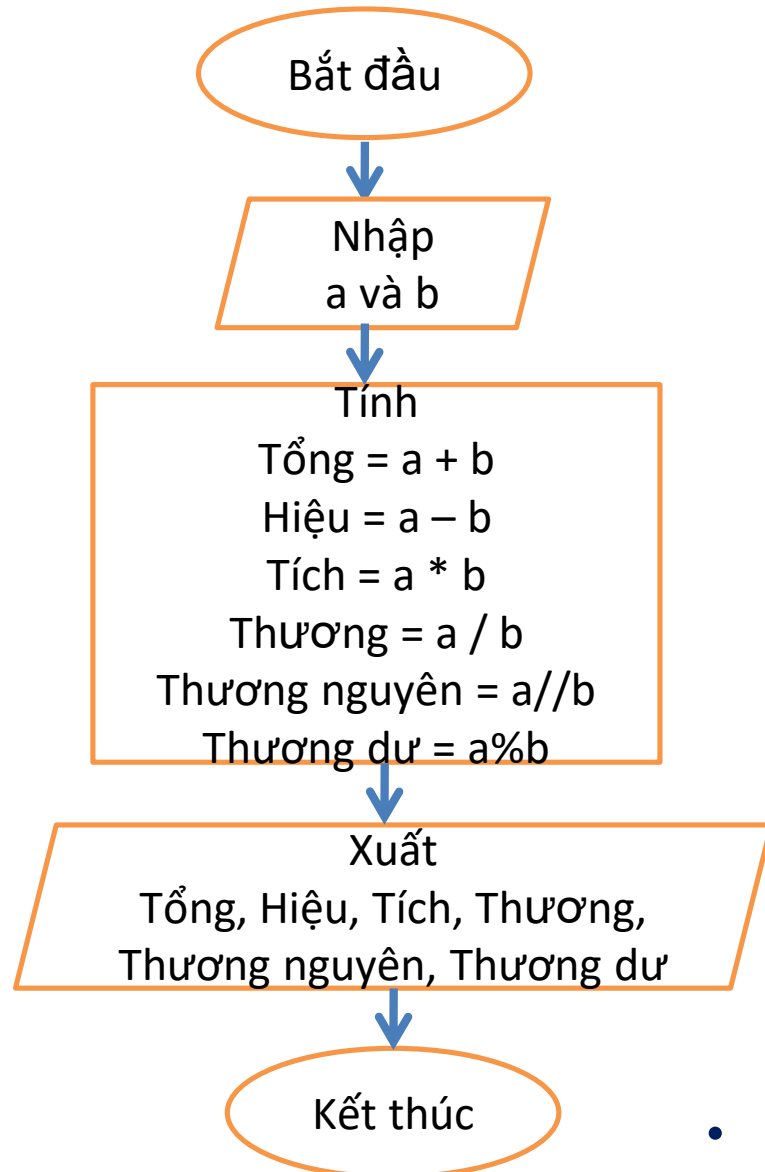 Bắt đầu
Nhập
a và b
Tính
Tổng = a + b
Hiệu = a – b
Tích = a * b
Thương = a / b
Thương nguyên = a//b
Thương dư = a%b
Xuất
Tổng, Hiệu, Tích, Thương,
Thương nguyên, Thương dư
Kết thúc